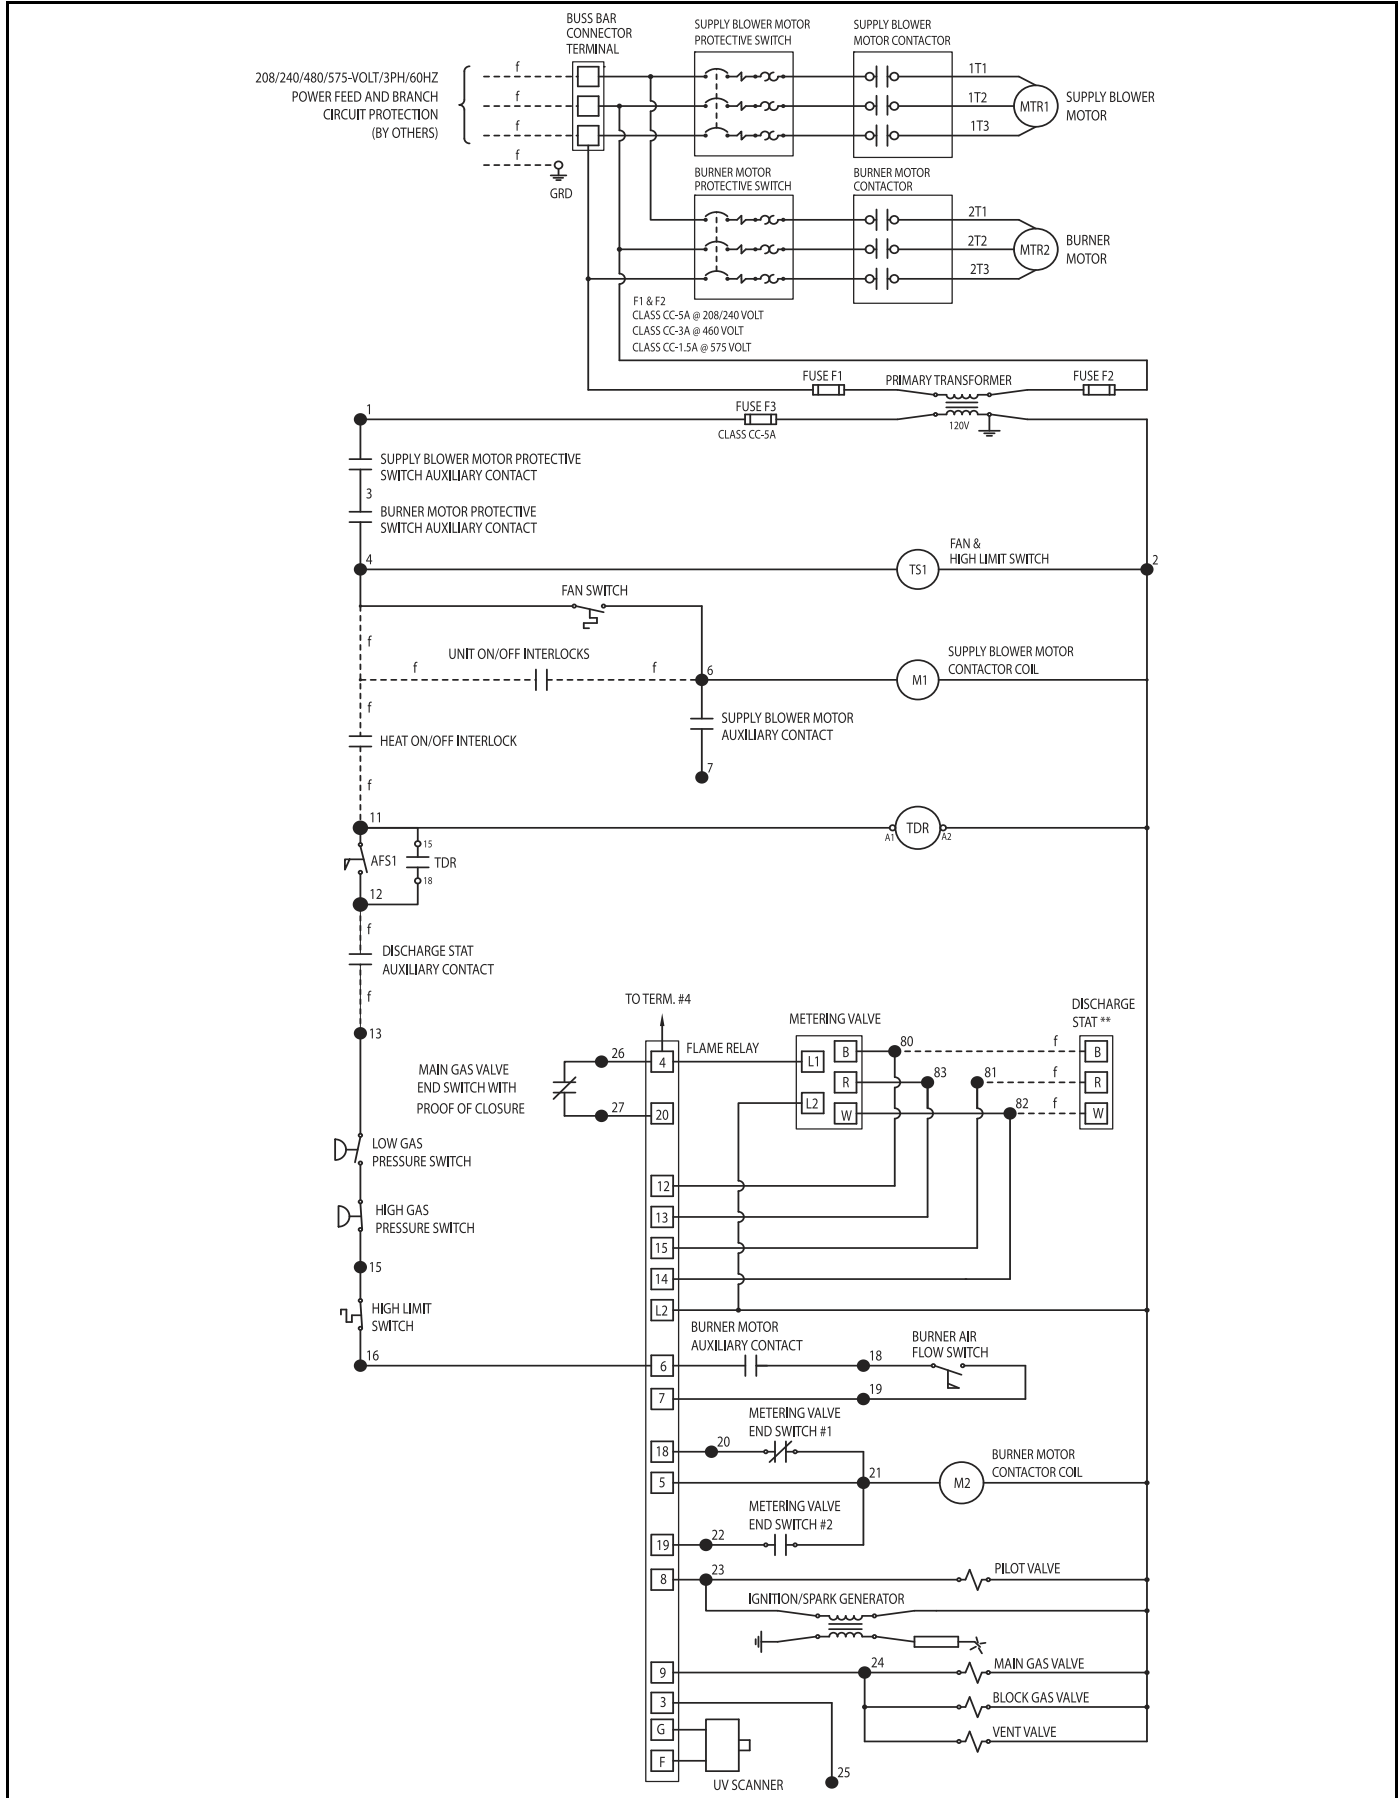 BUSS BAR
CONNECTOR
TERMINAL
SUPPLY BLOWER MOTOR
PROTECTIVE SWITCH
SUPPLY BLOWER
MOTOR CONTACTOR
208/240/480/575-VOLT/3PH/60HZ
POWER FEED AND BRANCH
CIRCUIT PROTECTION
(BY OTHERS)
f
f
f
f
GRD
1T1
1T2
1T3
MTR1
SUPPLY BLOWER
MOTOR
BURNER MOTOR
PROTECTIVE SWITCH
BURNER MOTOR
CONTACTOR
2T1
2T2
2T3
MTR2
BURNER
MOTOR
F1 & F2
CLASS CC-5A @ 208/240 VOLT
CLASS CC-3A @ 460 VOLT
CLASS CC-1.5A @ 575 VOLT
FUSE F1
PRIMARY TRANSFORMER
FUSE F2
1
FUSE F3
CLASS CC-5A
120V
SUPPLY BLOWER MOTOR PROTECTIVE
SWITCH AUXILIARY CONTACT
3
BURNER MOTOR PROTECTIVE
SWITCH AUXILIARY CONTACT
4
TS1
FAN &
HIGH LIMIT SWITCH
2
FAN SWITCH
f
UNIT ON/OFF INTERLOCKS
f
f
6
M1
SUPPLY BLOWER MOTOR
CONTACTOR COIL
f
SUPPLY BLOWER MOTOR
AUXILIARY CONTACT
HEAT ON/OFF INTERLOCK
7
f
11
A1
TDR
A2
AFS1
15
TDR
18
12
f
DISCHARGE STAT
AUXILIARY CONTACT
f
13
TO TERM. #4
METERING VALVE
DISCHARGE
STAT **
26
4
FLAME RELAY
L1
B
80
f
B
MAIN GAS VALVE
END SWITCH WITH
PROOF OF CLOSURE
R
83
81
f
R
27
20
L2
W
82
f
W
LOW GAS
PRESSURE SWITCH
12
HIGH GAS
PRESSURE SWITCH
13
15
15
14
HIGH LIMIT
SWITCH
L2
BURNER MOTOR
AUXILIARY CONTACT
BURNER AIR
FLOW SWITCH
16
6
18
7
19
METERING VALVE
END SWITCH #1
18
20
5
21
M2
BURNER MOTOR
CONTACTOR COIL
METERING VALVE
END SWITCH #2
19
22
8
23
PILOT VALVE
IGNITION/SPARK GENERATOR
9
24
MAIN GAS VALVE
3
BLOCK GAS VALVE
G
VENT VALVE
F
UV SCANNER
25